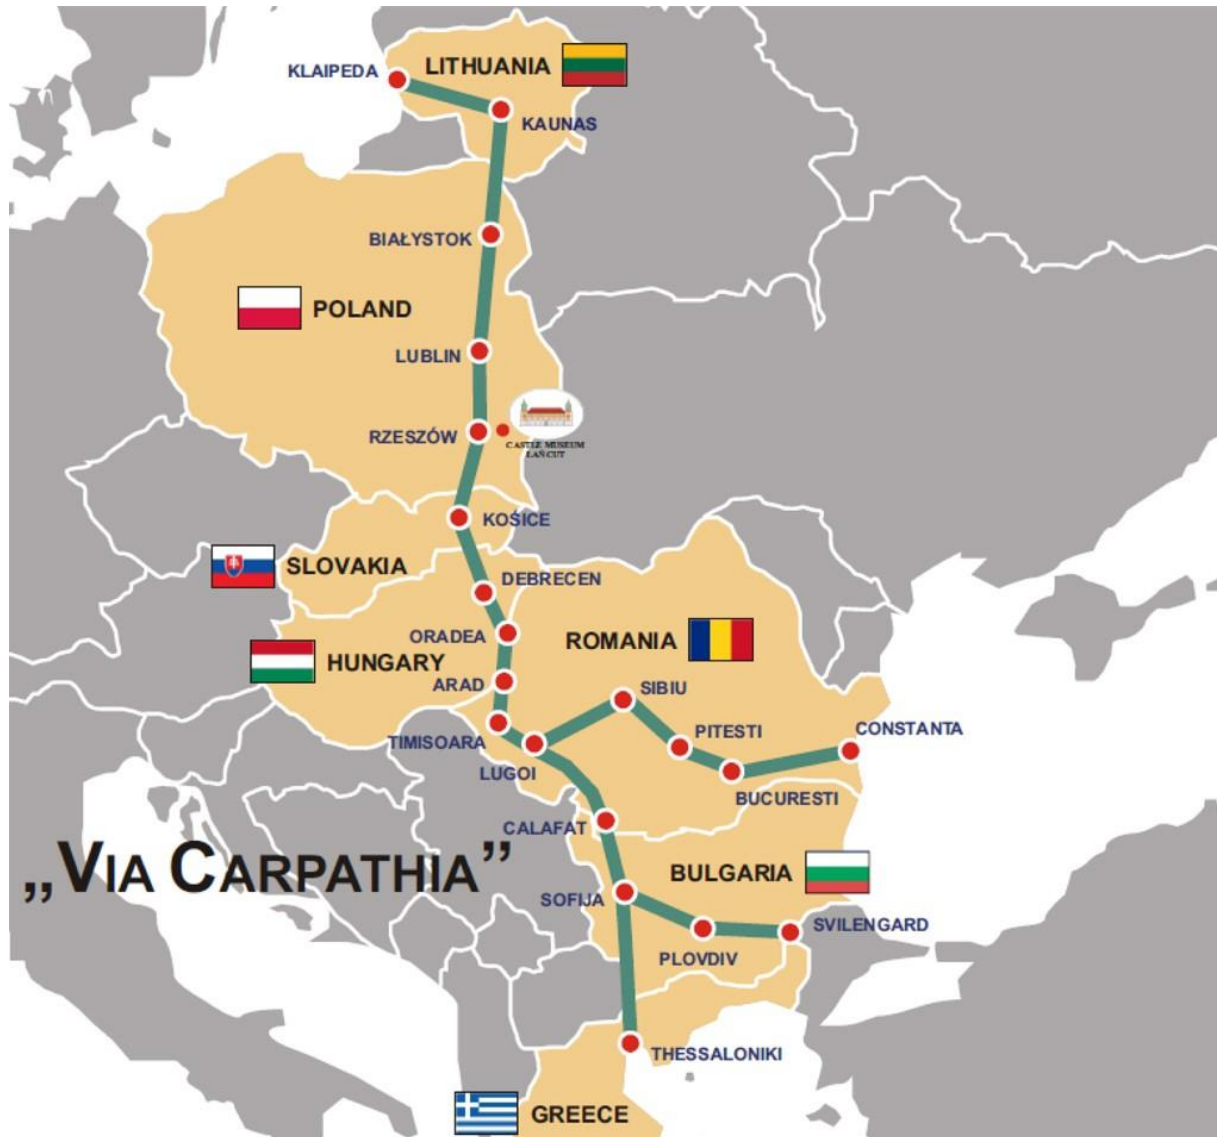 KLAIPEDA
LITHUANIA
KAUNAS
BIAŁYSTOK
POLAND
LUBLIN
RZESZÓW
CASTLE MUSEUM
ŁAŃCUT
KOŚICE
SLOVAKIA
DEBRECEN
ORADEA
ROMANIA
HUNGARY
ARAD
SIBIU
TIMISOARA
PITESTI
CONSTANTA
LUGOI
BUCURESTI
CALAFAT
„VIA CARPATHIA”
BULGARIA
SOFIJA
SVILENGARD
PLOVDIV
THESSALONIKI
GREECE